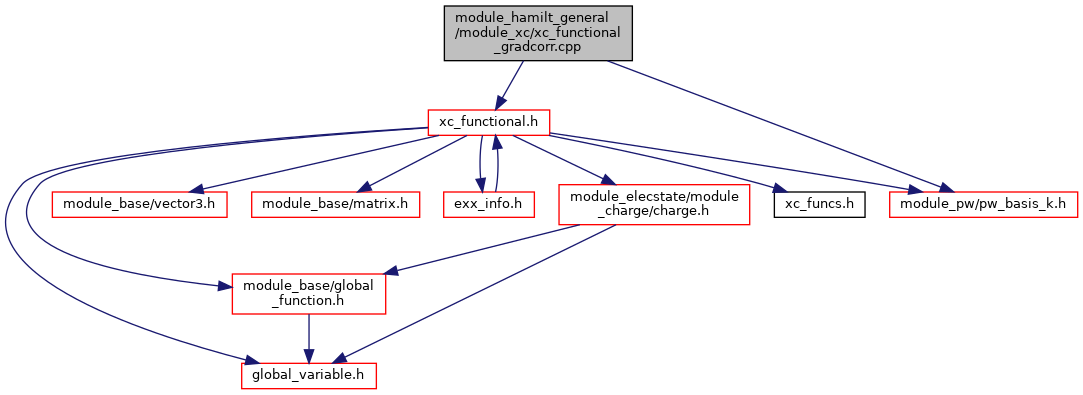 module_hamilt_general
/module_xc/xc_functional
_gradcorr.cpp
xc_functional.h
module_base/vector3.h
module_base/matrix.h
exx_info.h
module_elecstate/module
_charge/charge.h
xc_funcs.h
module_pw/pw_basis_k.h
module_base/global
_function.h
global_variable.h